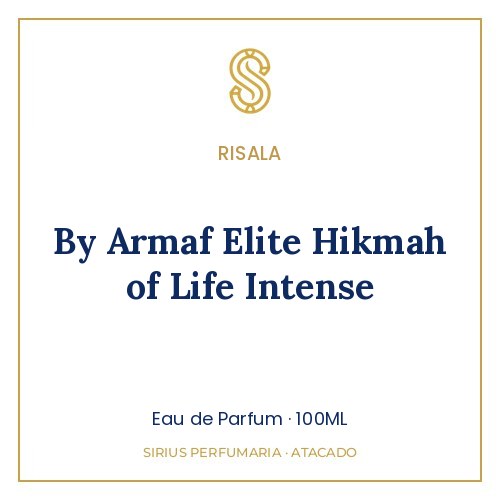 RISALA
By Armaf Elite Hikmah
of Life Intense
Eau de Parfum · 100ML
SIRIUS PERFUMARIA · ATACADO